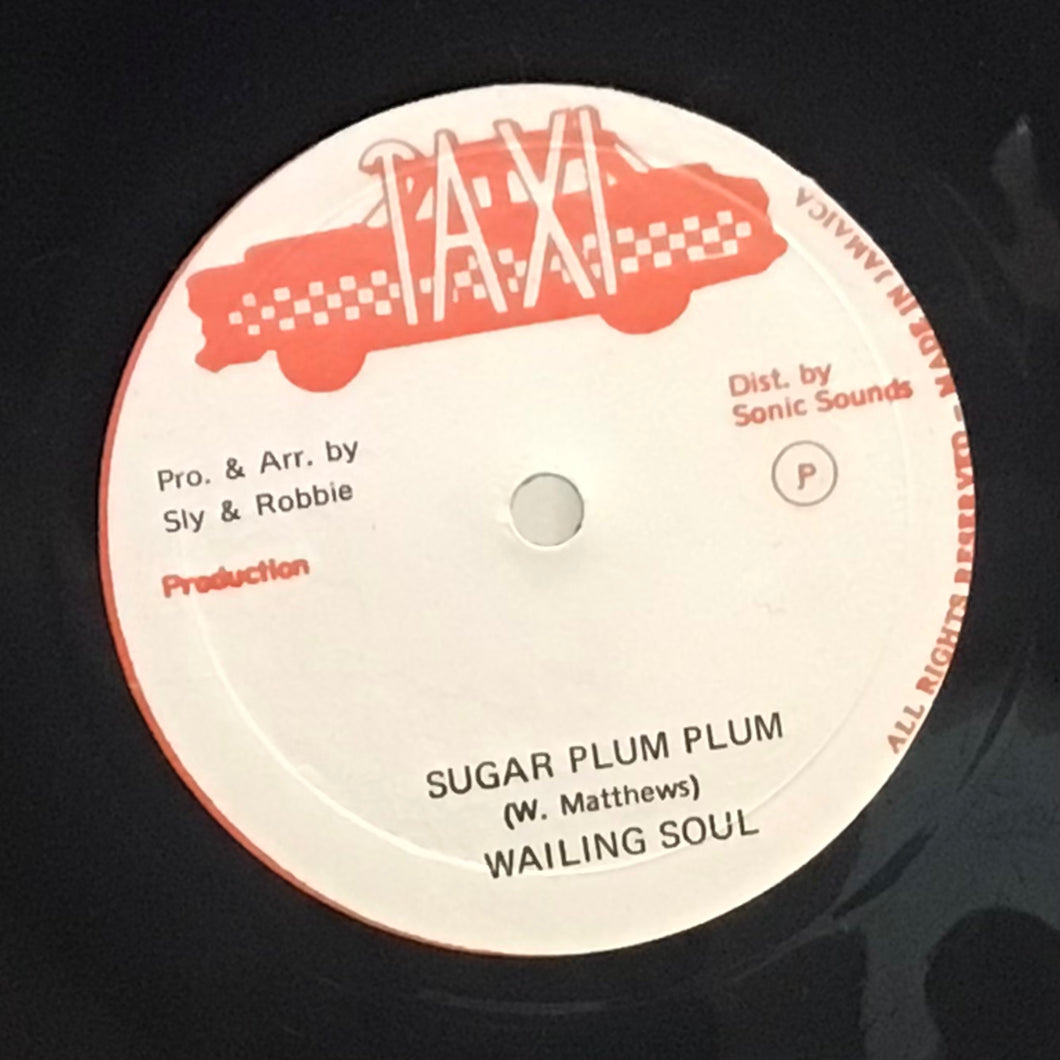 TAXI
Dist. by
Sonic Sounds
P
Pro. & Arr. by
Sly & Robbie
Production
SUGAR PLUM PLUM
(W. Matthews)
WAILING SOUL
ALL RIGHTS RESERVED - MADE IN JAMAICA